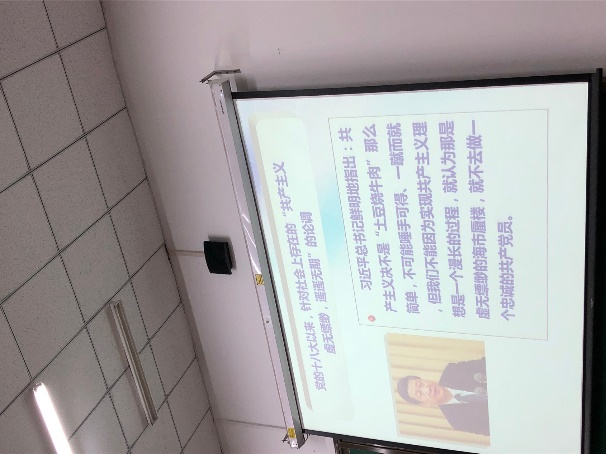 党的十八大以来，针对社会上存在的“共产主义
虚无缥缈，遥遥无期”的论调
习近平总书记鲜明地指出：共
产主义决不是“土豆烧牛肉”那么
简单，不可能唾手可得、一蹴而就
，但我们不能因为实现共产主义理
想是一个漫长的过程，就认为那是
虚无缥缈的海市蜃楼，就不去做一
个忠诚的共产党员。